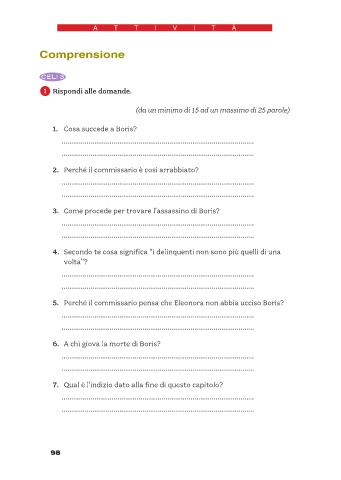 ATTIVITÀ
Comprensione
CELI 3
1 Rispondi alle domande.
(da un minimo di 15 ad un massimo di 25 parole)
1. Cosa succede a Boris?
2. Perché il commissario è così arrabbiato?
3. Come procede per trovare l'assassino di Boris?
4. Secondo te cosa significa "i delinquenti non sono più quelli di una
volta"?
5. Perché il commissario pensa che Eleonora non abbia ucciso Boris?
6. A chi giova la morte di Boris?
7. Qual è l'indizio dato alla fine di questo capitolo?
98